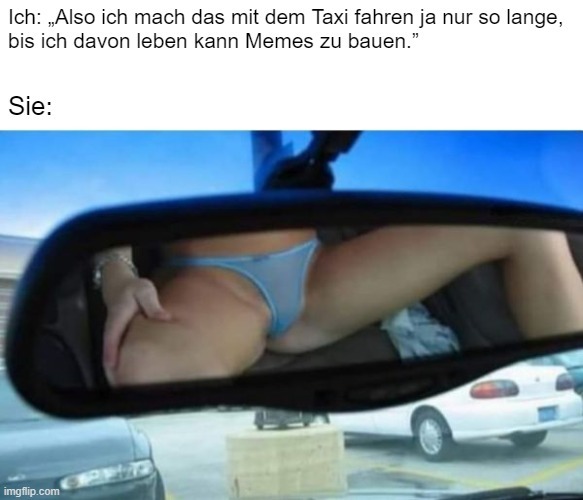 Ich: „Also ich mach das mit dem Taxi fahren ja nur so lange,
bis ich davon leben kann Memes zu bauen.”
Sie:
imgflip.com